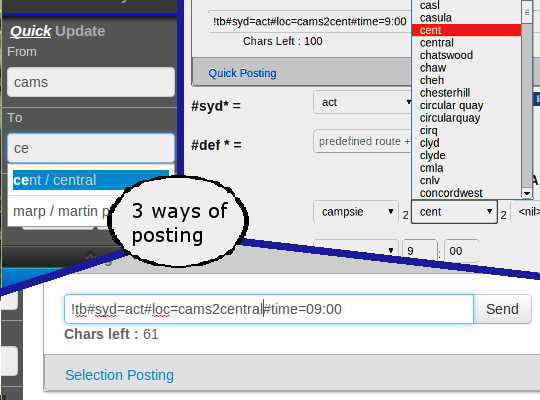 Quick Update
From
cams
To
ce
cent / central
marp / martin p
3 ways of
posting
!tb#syd=act#loc=cams2cent#time=9:00
Chars Left : 100
Quick Posting
#syd* =
act
#def * =
predefined route +
campsie
2
cent
2
<nil>
casl
casula
cent
central
chatswood
chaw
cheh
chesterhill
circular quay
circularquay
cirq
clyd
clyde
cmla
cnlv
concordwest
9
:
00
!tb#syd=act#loc=cams2central#time=09:00
Send
Chars left : 61
Selection Posting